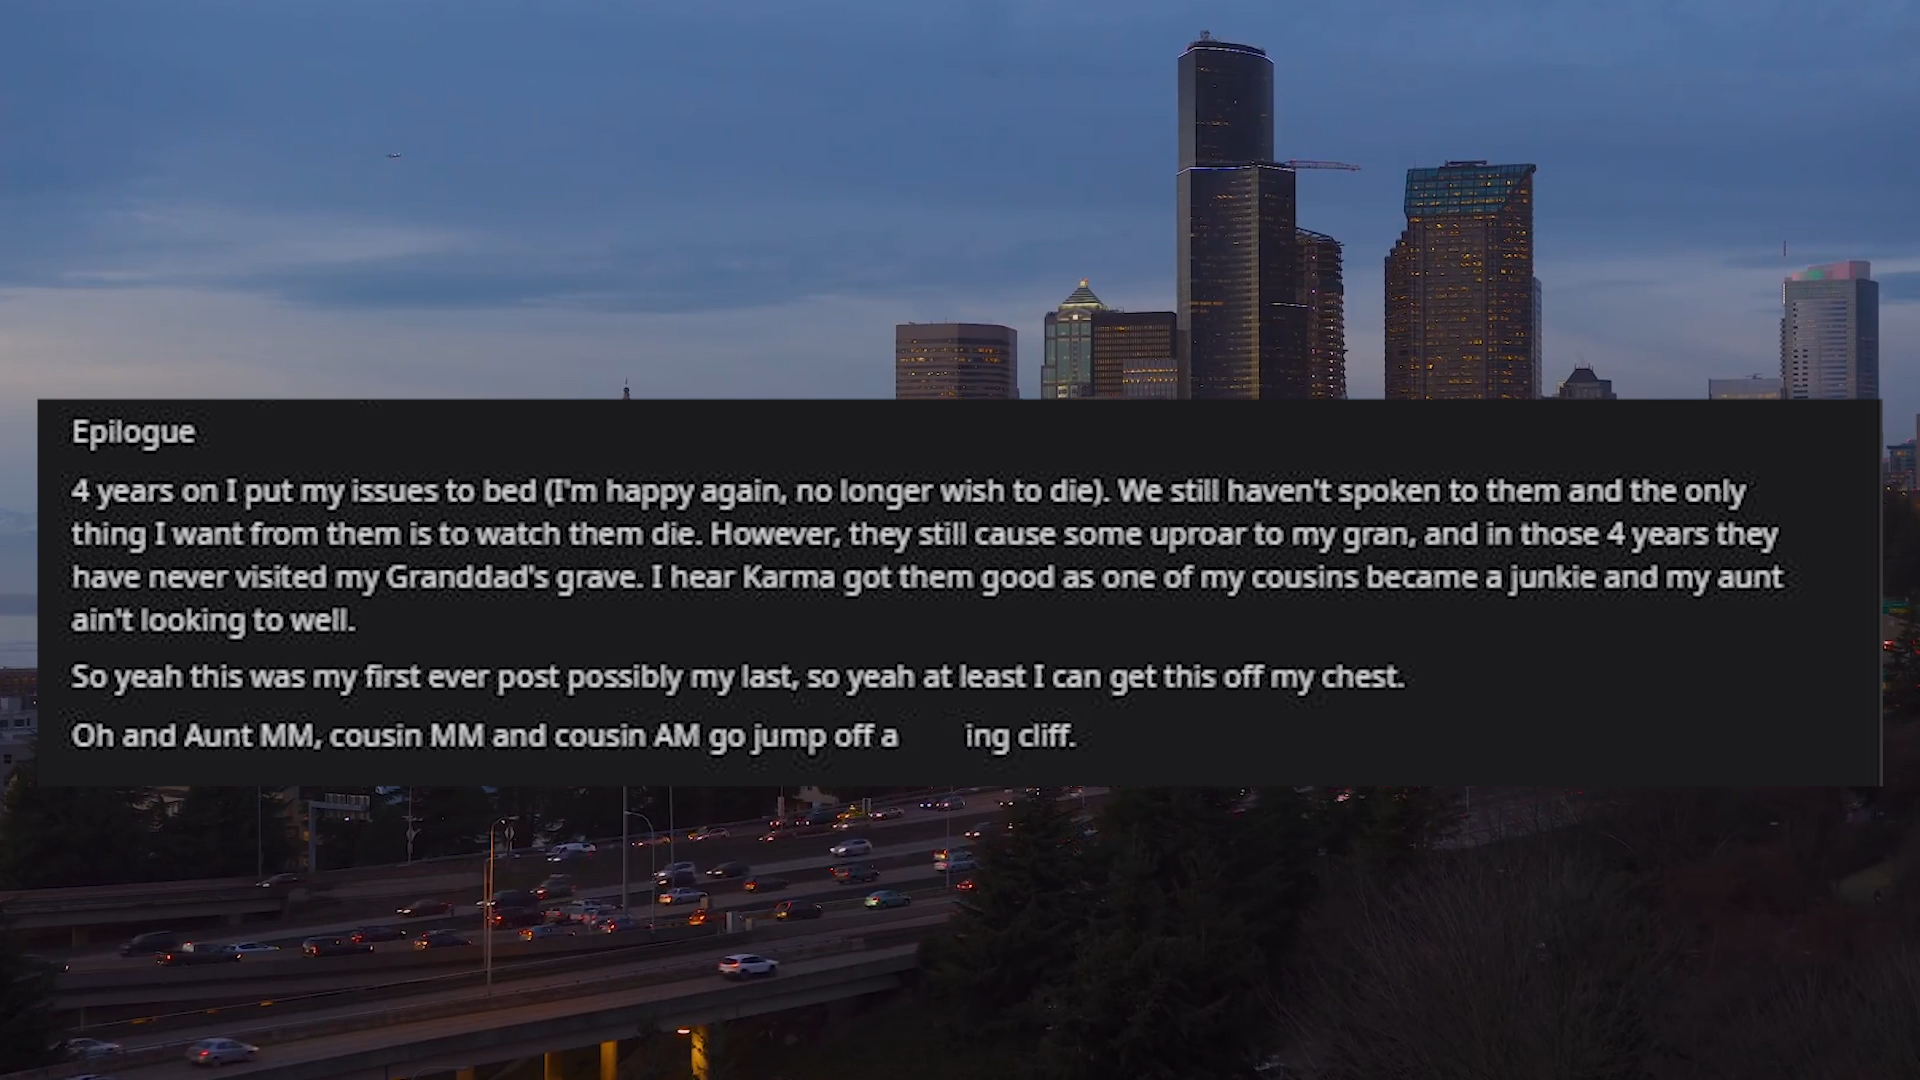 Epilogue
4 years on I put my issues to bed (I'm happy again, no longer wish to die). We still haven't spoken to them and the only
thing I want from them is to watch them die. However, they still cause some uproar to my gran, and in those 4 years they
have never visited my Granddad's grave. I hear Karma got them good as one of my cousins became a junkie and my aunt
ain't looking to well.
So yeah this was my first ever post possibly my last, so yeah at least I can get this off my chest.
Oh and Aunt MM, cousin MM and cousin AM go jump off a ing cliff.